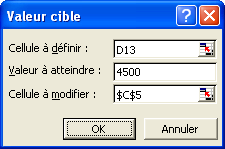 Valeur cible
Cellule à définir : D13
Valeur à atteindre : 4500
Cellule à modifier : $C$5
OK Annuler